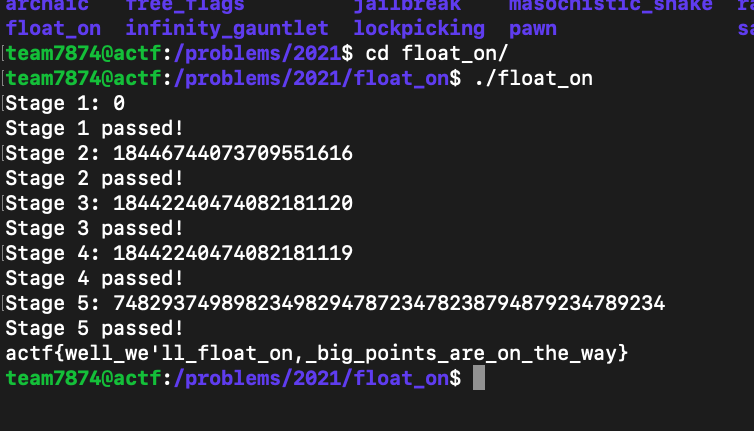 archaic free_flags jailbreak masochistic_snake ra
float_on infinity_gauntlet lockpicking pawn sa
[team7874@actf:/problems/2021$ cd float_on/
[team7874@actf:/problems/2021/float_on$ ./float_on
[Stage 1: 0
Stage 1 passed!
[Stage 2: 18446744073709551616
Stage 2 passed!
[Stage 3: 18442240474082181120
Stage 3 passed!
[Stage 4: 18442240474082181119
Stage 4 passed!
[Stage 5: 74829374989823498294787234782387948792347892​34
Stage 5 passed!
actf{well_we'll_float_on,_big_points_are_on_the_way}
team7874@actf:/problems/2021/float_on$